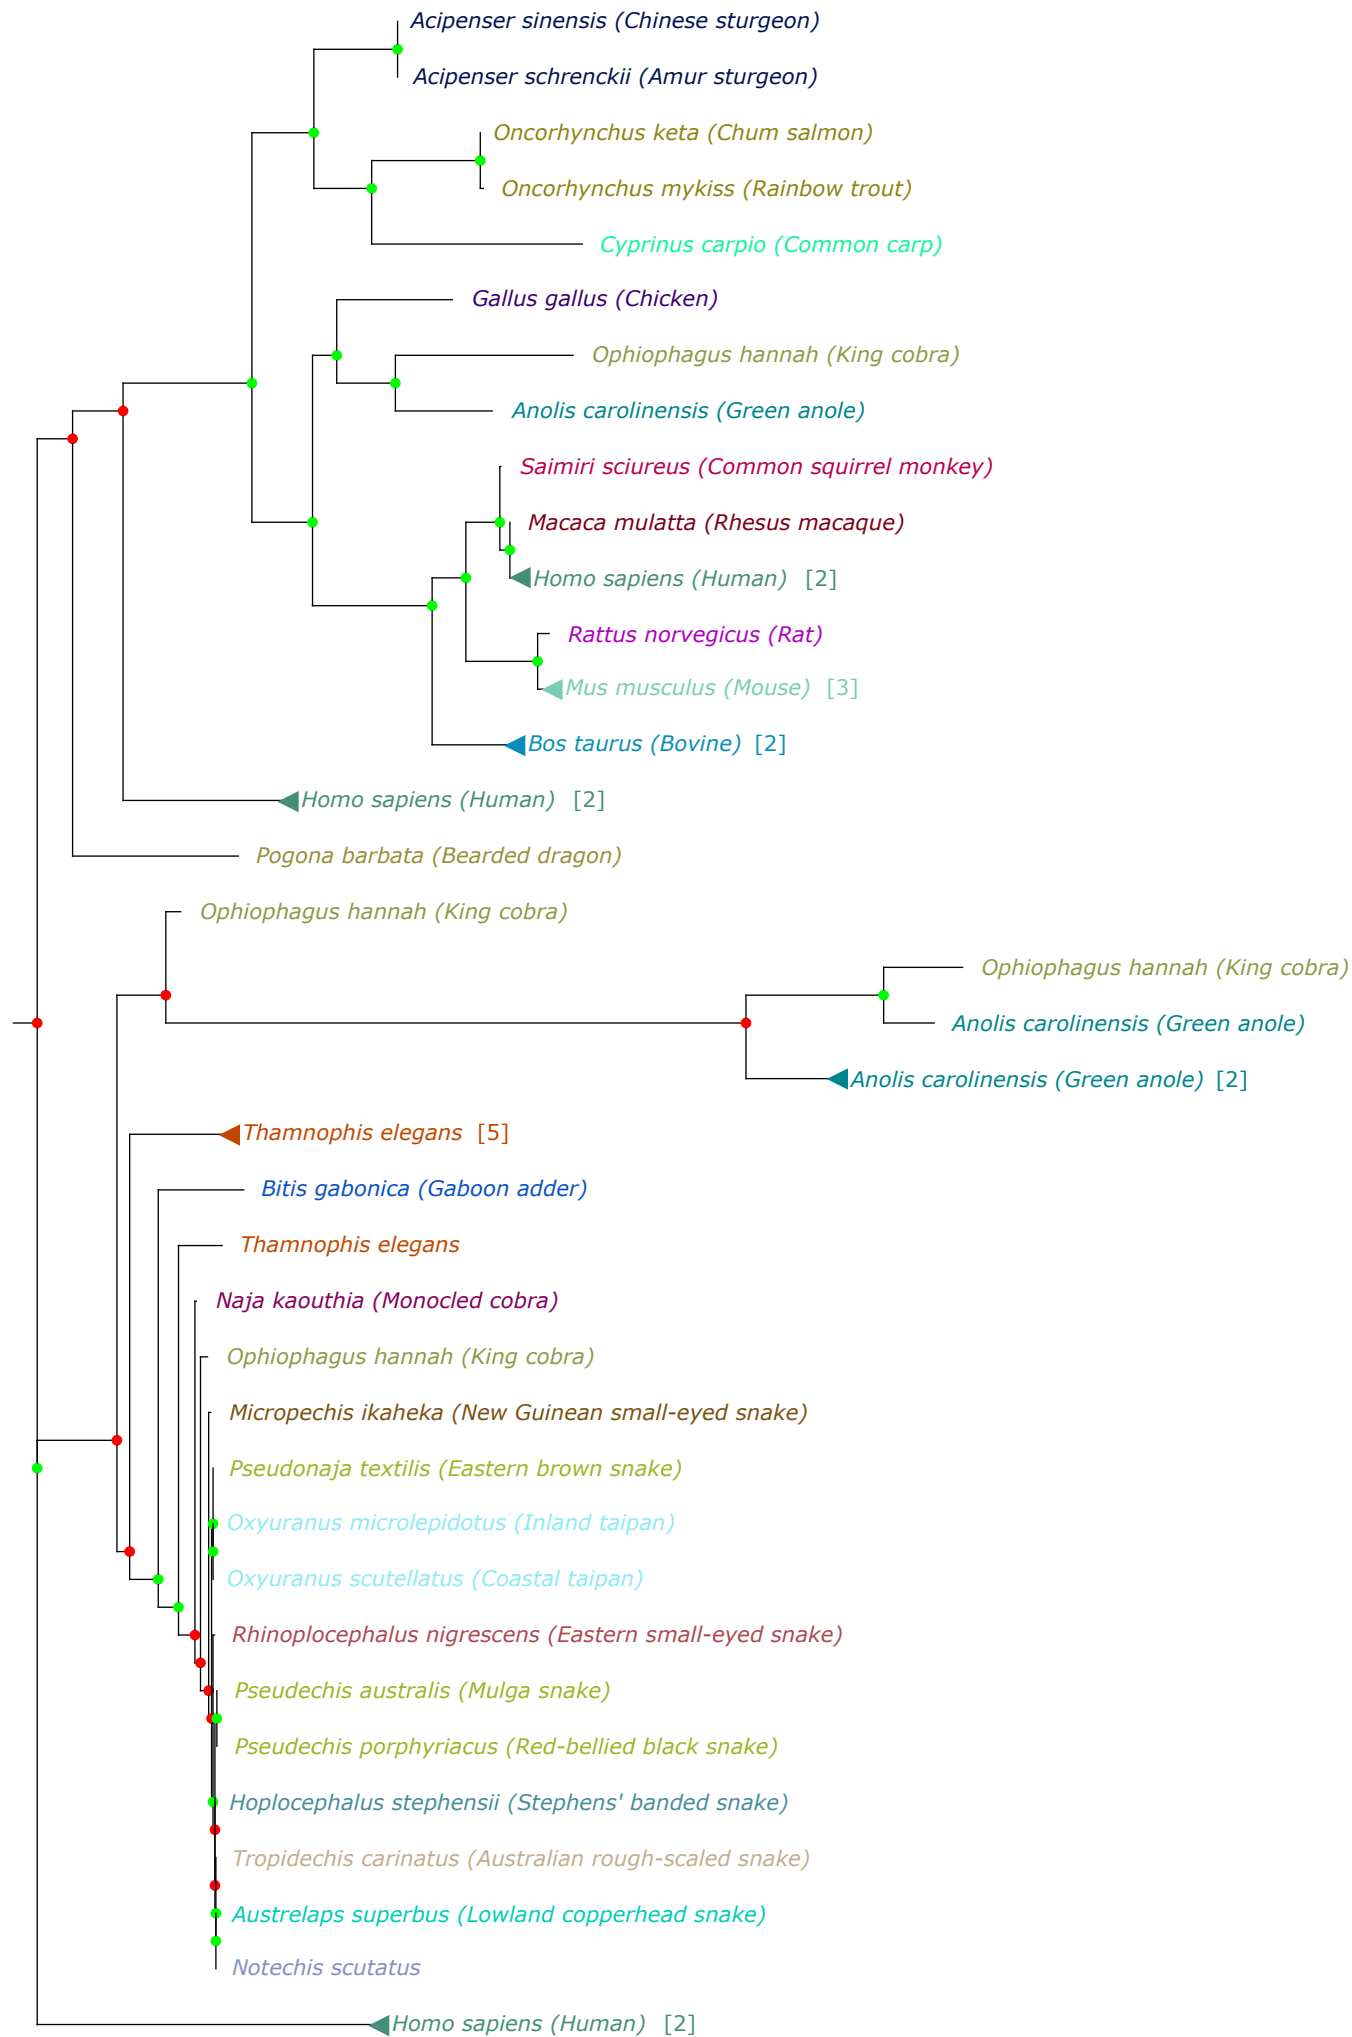 Acipenser sinensis (Chinese sturgeon)
Acipenser schrenckii (Amur sturgeon)
Oncorhynchus keta (Chum salmon)
Oncorhynchus mykiss (Rainbow trout)
Cyprinus carpio (Common carp)
Gallus gallus (Chicken)
Ophiophagus hannah (King cobra)
Anolis carolinensis (Green anole)
Saimiri sciureus (Common squirrel monkey)
Macaca mulatta (Rhesus macaque)
Homo sapiens (Human) [2]
Rattus norvegicus (Rat)
Mus musculus (Mouse) [3]
Bos taurus (Bovine) [2]
Homo sapiens (Human) [2]
Pogona barbata (Bearded dragon)
Ophiophagus hannah (King cobra)
Ophiophagus hannah (King cobra)
Anolis carolinensis (Green anole)
Anolis carolinensis (Green anole) [2]
Thamnophis elegans [5]
Bitis gabonica (Gaboon adder)
Thamnophis elegans
Naja kaouthia (Monocled cobra)
Ophiophagus hannah (King cobra)
Micropechis ikaheka (New Guinean small-eyed snake)
Pseudonaja textilis (Eastern brown snake)
Oxyuranus microlepidotus (Inland taipan)
Oxyuranus scutellatus (Coastal taipan)
Rhinoplocephalus nigrescens (Eastern small-eyed snake)
Pseudechis australis (Mulga snake)
Pseudechis porphyriacus (Red-bellied black snake)
Hoplocephalus stephensii (Stephens' banded snake)
Tropidechis carinatus (Australian rough-scaled snake)
Austrelaps superbus (Lowland copperhead snake)
Notechis scutatus
Homo sapiens (Human) [2]